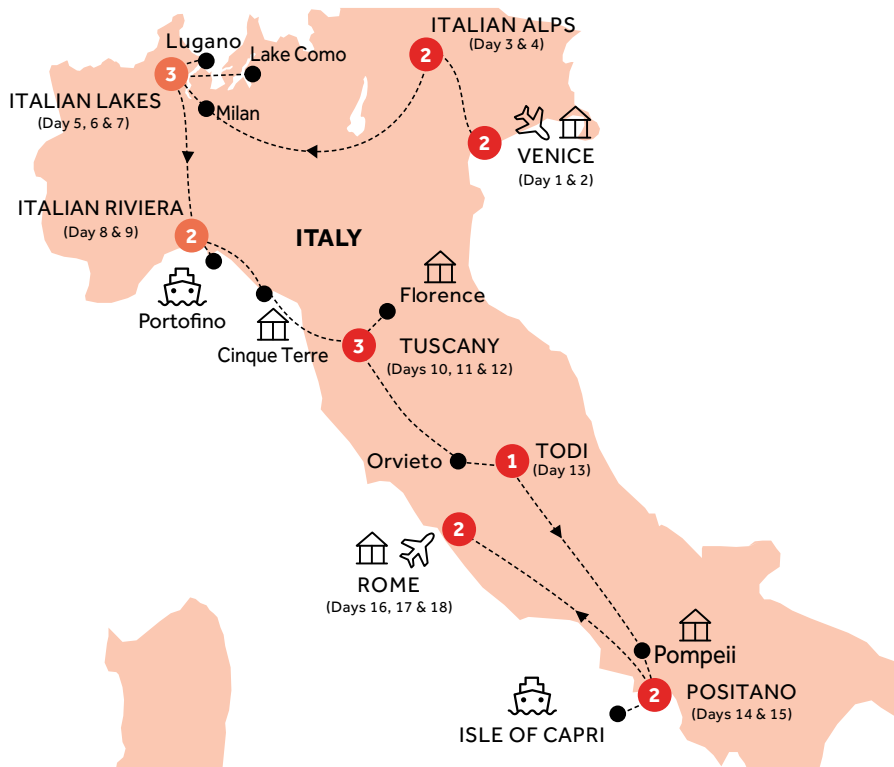 ITALIAN ALPS
(Day 3 & 4)
2
Lugano
Lake Como
3
ITALIAN LAKES
(Day 5, 6 & 7)
Milan
2
VENICE
(Day 1 & 2)
ITALIAN RIVIERA
(Day 8 & 9)
2
ITALY
Portofino
Cinque Terre
Florence
3
TUSCANY
(Days 10, 11 & 12)
Orvieto
1
TODI
(Day 13)
2
ROME
(Days 16, 17 & 18)
Pompeii
2
POSITANO
(Days 14 & 15)
ISLE OF CAPRI